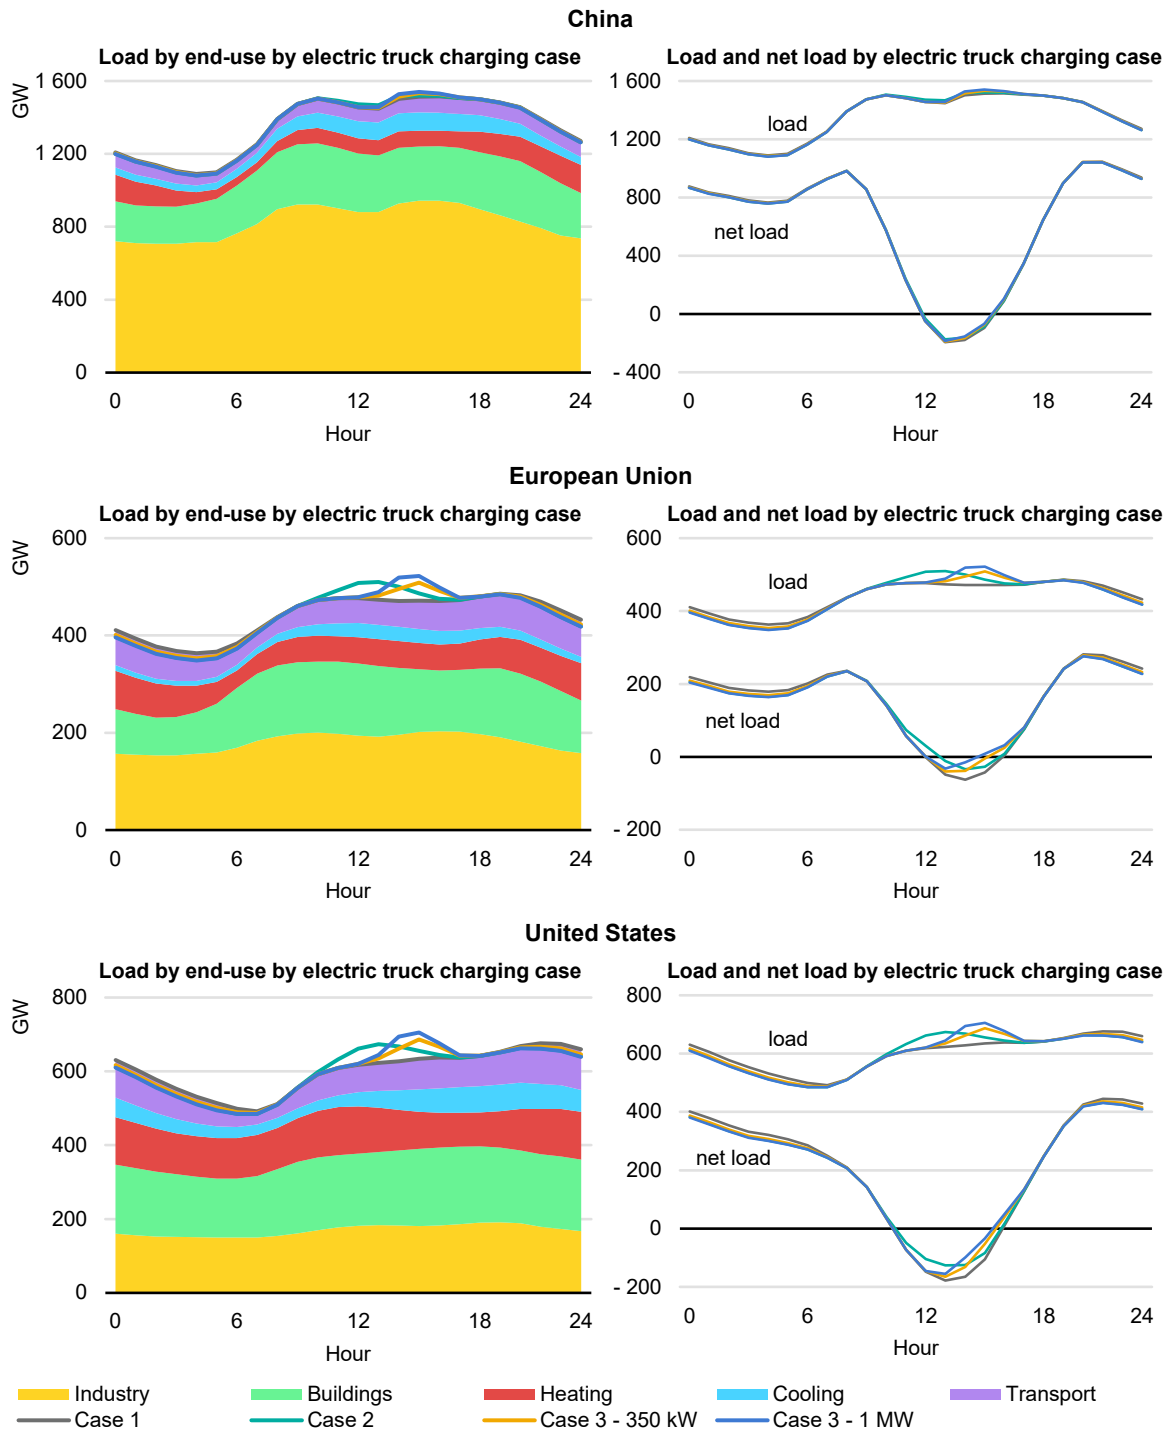 China
Load by end-use by electric truck charging case
GW
1 600
1 200
800
400
0
0 6 12 18 24
Hour
Load and net load by electric truck charging case
1 600
1 200
800
400
0
- 400
load
net load
0 6 12 18 24
Hour
European Union
Load by end-use by electric truck charging case
GW
600
400
200
0
0 6 12 18 24
Hour
Load and net load by electric truck charging case
600
400
200
0
- 200
load
net load
0 6 12 18 24
Hour
United States
Load by end-use by electric truck charging case
GW
800
600
400
200
0
0 6 12 18 24
Hour
Load and net load by electric truck charging case
800
600
400
200
0
- 200
load
net load
0 6 12 18 24
Hour
Industry Buildings Heating Cooling Transport
Case 1 Case 2 Case 3 - 350 kW Case 3 - 1 MW